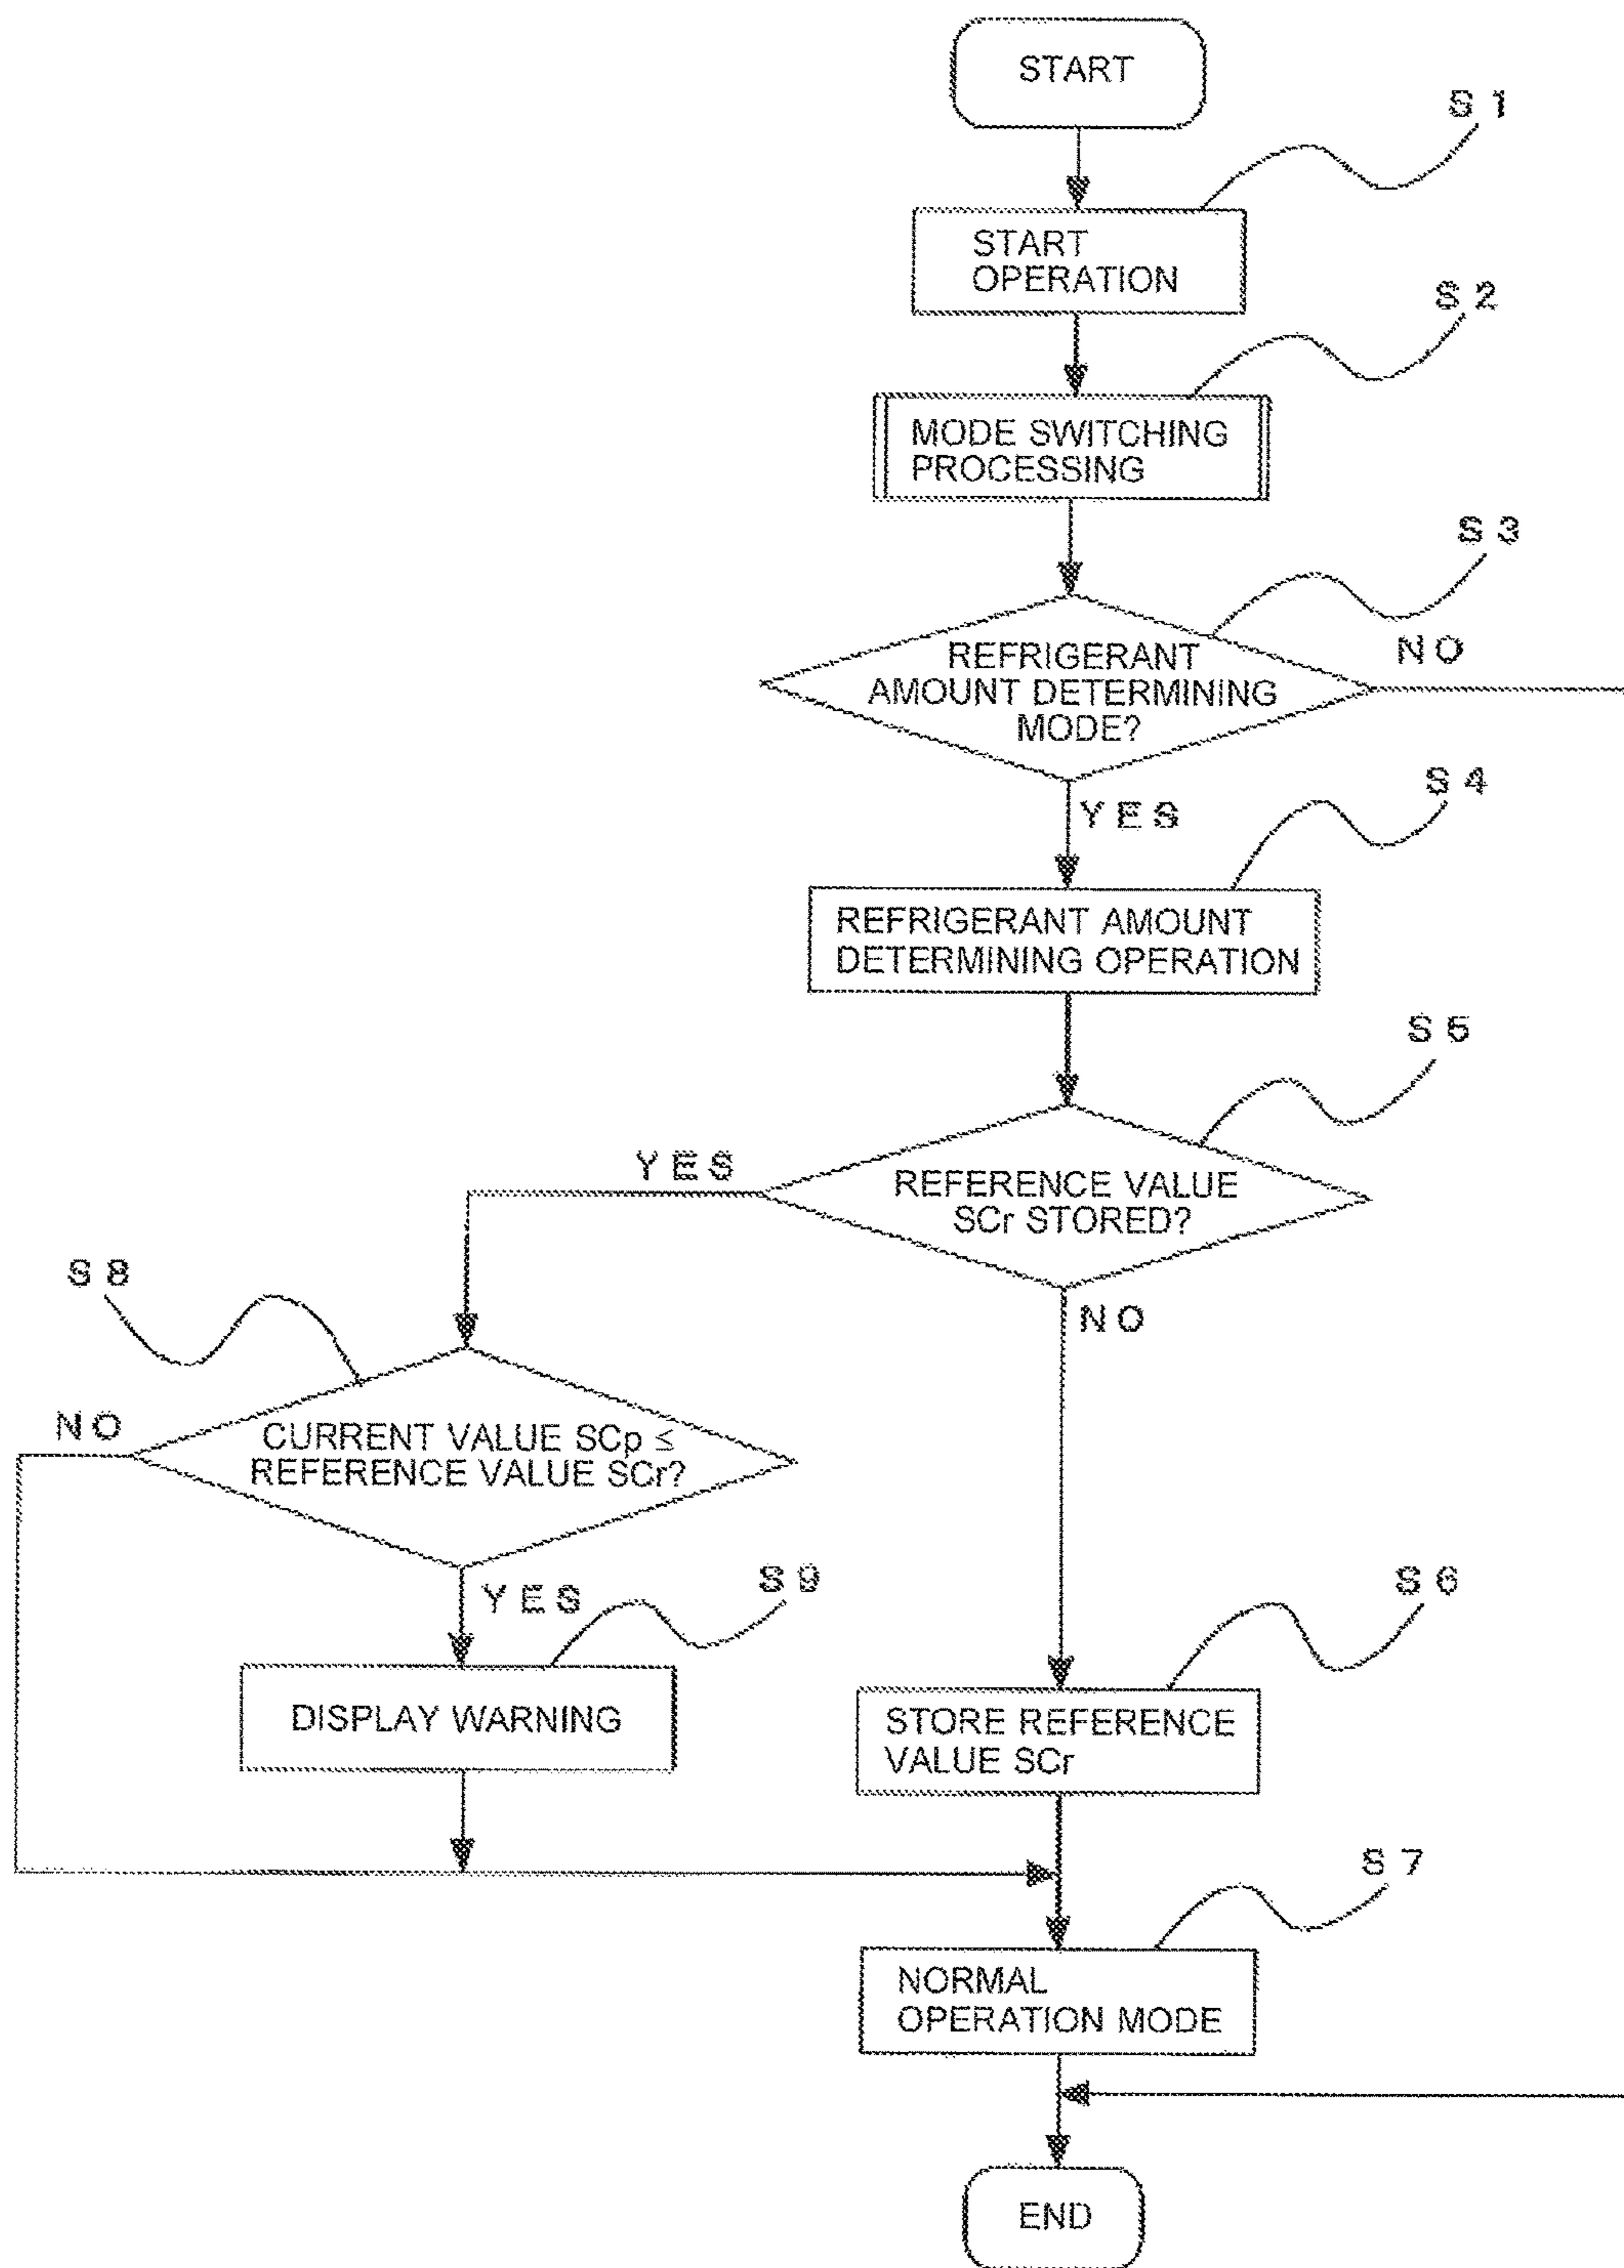 START
S1
START
OPERATION
S2
MODE SWITCHING
PROCESSING
S3
REFRIGERANT
AMOUNT DETERMINING
MODE?
NO
YES
S4
REFRIGERANT AMOUNT
DETERMINING OPERATION
S5
REFERENCE VALUE
SCr STORED?
YES
NO
S8
CURRENT VALUE SCp ≤
REFERENCE VALUE SCr?
NO
YES
S9
DISPLAY WARNING
S6
STORE REFERENCE
VALUE SCr
S7
NORMAL
OPERATION MODE
END